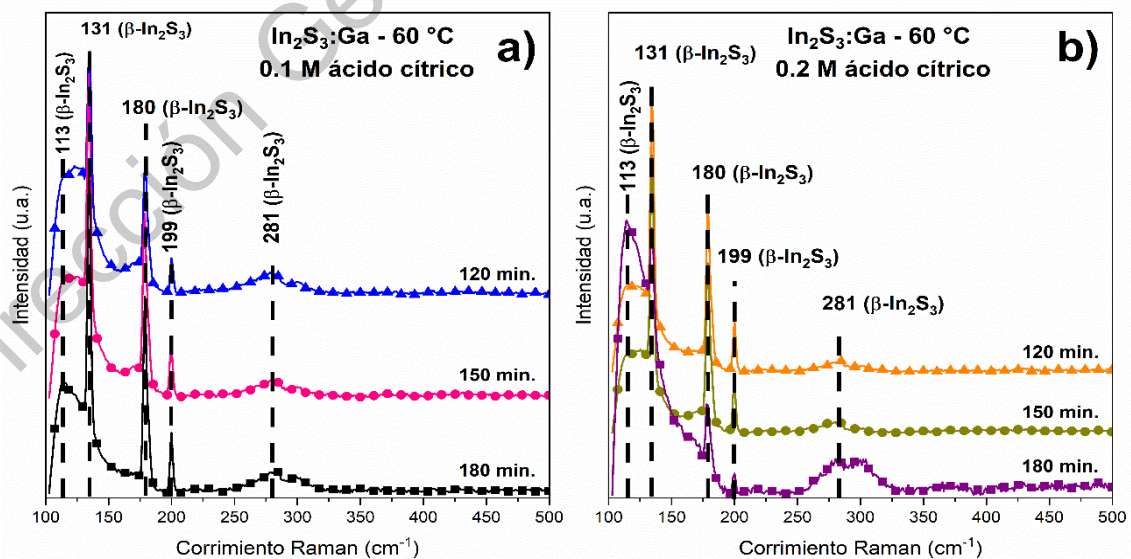 In₂S₃:Ga - 60 °C
0.1 M ácido cítrico
a)
113 (β-In₂S₃)
131 (β-In₂S₃)
180 (β-In₂S₃)
199 (β-In₂S₃)
281 (β-In₂S₃)
120 min.
150 min.
180 min.
Intensidad (u.a.)
100 150 200 250 300 350 400 450 500
Corrimiento Raman (cm⁻¹)
In₂S₃:Ga - 60 °C
0.2 M ácido cítrico
b)
113 (β-In₂S₃)
131 (β-In₂S₃)
180 (β-In₂S₃)
199 (β-In₂S₃)
281 (β-In₂S₃)
120 min.
150 min.
180 min.
Intensidad (u.a.)
100 150 200 250 300 350 400 450 500
Corrimiento Raman (cm⁻¹)